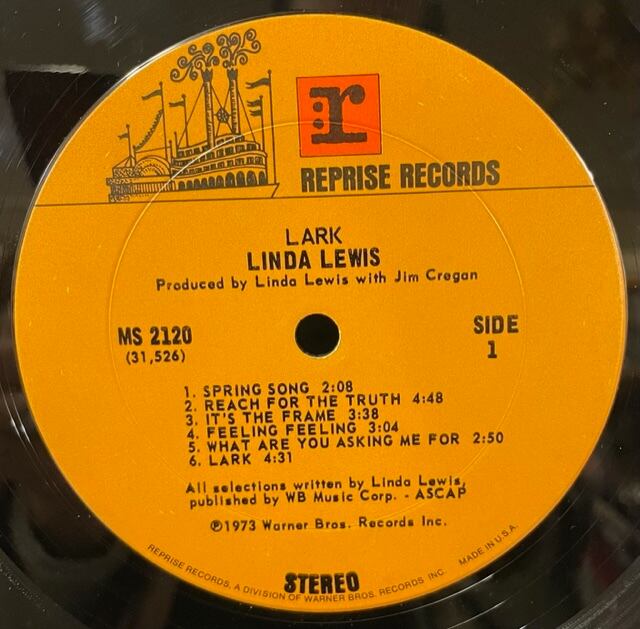 r
REPRISE RECORDS
LARK
LINDA LEWIS
Produced by Linda Lewis with Jim Cregan
MS 2120
(31,526)
SIDE
1
1. SPRING SONG 2:08
2. REACH FOR THE TRUTH 4:48
3. IT'S THE FRAME 3:38
4. FEELING FEELING 3:04
5. WHAT ARE YOU ASKING ME FOR 2:50
6. LARK 4:31
All selections written by Linda Lewis,
published by WB Music Corp. - ASCAP
℗1973 Warner Bros. Records Inc.
STEREO
REPRISE RECORDS, A DIVISION OF WARNER BROS. RECORDS INC. MADE IN U.S.A.